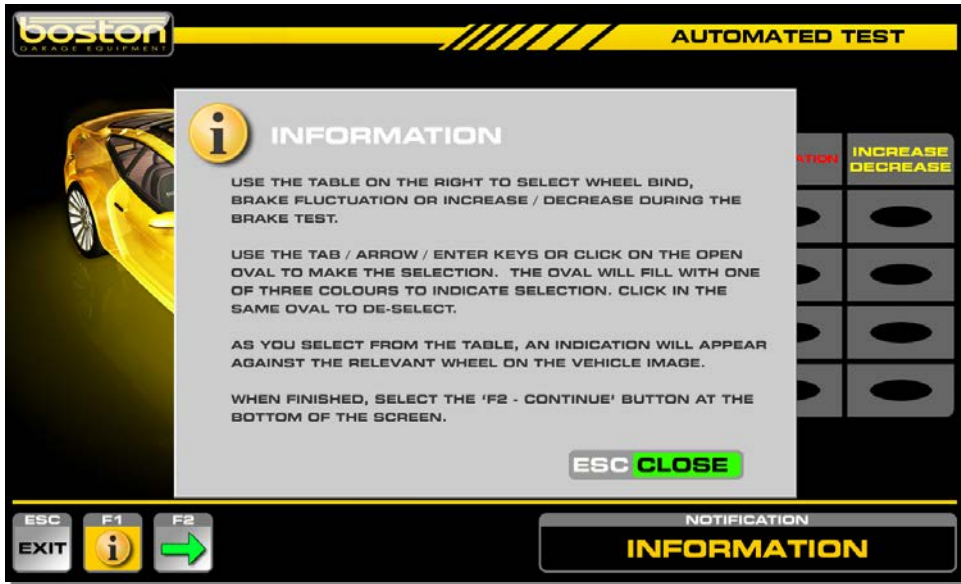 boston
GARAGE EQUIPMENT
AUTOMATED TEST
INFORMATION
USE THE TABLE ON THE RIGHT TO SELECT WHEEL BIND,
BRAKE FLUCTUATION OR INCREASE / DECREASE DURING THE
BRAKE TEST.
USE THE TAB / ARROW / ENTER KEYS OR CLICK ON THE OPEN
OVAL TO MAKE THE SELECTION. THE OVAL WILL FILL WITH ONE
OF THREE COLOURS TO INDICATE SELECTION. CLICK IN THE
SAME OVAL TO DE-SELECT.
AS YOU SELECT FROM THE TABLE, AN INDICATION WILL APPEAR
AGAINST THE RELEVANT WHEEL ON THE VEHICLE IMAGE.
WHEN FINISHED, SELECT THE ‘F2 - CONTINUE’ BUTTON AT THE
BOTTOM OF THE SCREEN.
ESC CLOSE
INCREASE
DECREASE
ESC
EXIT
F1
i
F2
NOTIFICATION
INFORMATION